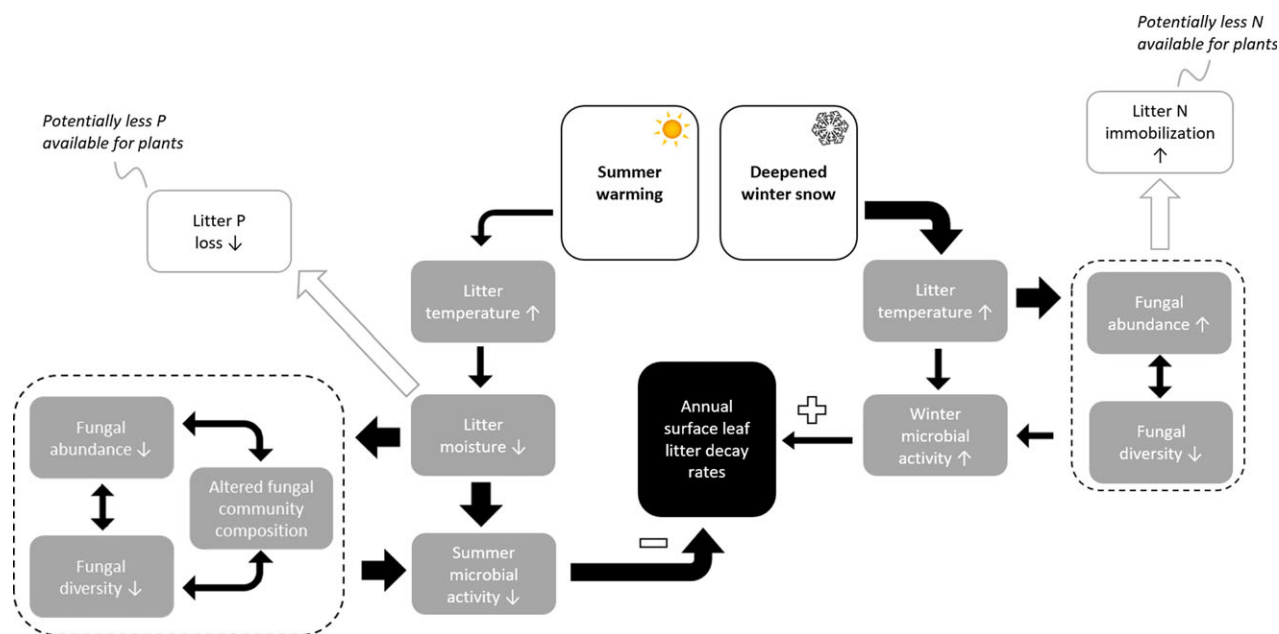 Potentially less N
available for plants
Litter N
immobilization
↑
Potentially less P
available for plants
Litter P
loss ↓
Summer
warming
Deepened
winter snow
Litter
temperature ↑
Litter
temperature ↑
Fungal
abundance ↑
Fungal
abundance ↓
Altered fungal
community
composition
Fungal
diversity ↓
Litter
moisture ↓
Annual
surface leaf
litter decay
rates
Winter
microbial
activity ↑
Fungal
diversity ↓
Summer
microbial
activity ↓